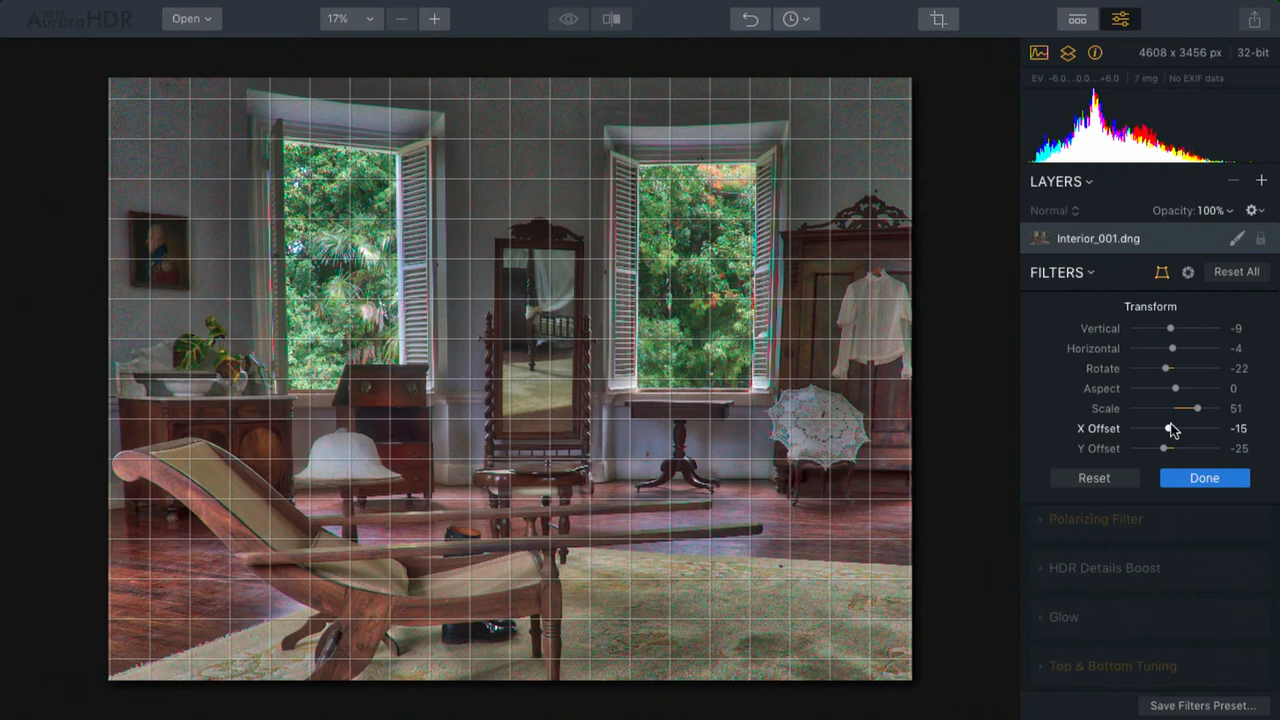 2018
AuroraHDR
Open
17%
4608 x 3456 px
32-bit
EV -6.0...0.0...+6.0
7 img
No EXIF data
LAYERS
Normal
Opacity: 100%
Interior_001.dng
FILTERS
Reset All
Transform
Vertical -9
Horizontal -4
Rotate -22
Aspect 0
Scale 51
X Offset -15
Y Offset -25
Reset
Done
Polarizing Filter
HDR Details Boost
Glow
Top & Bottom Tuning
Save Filters Preset...